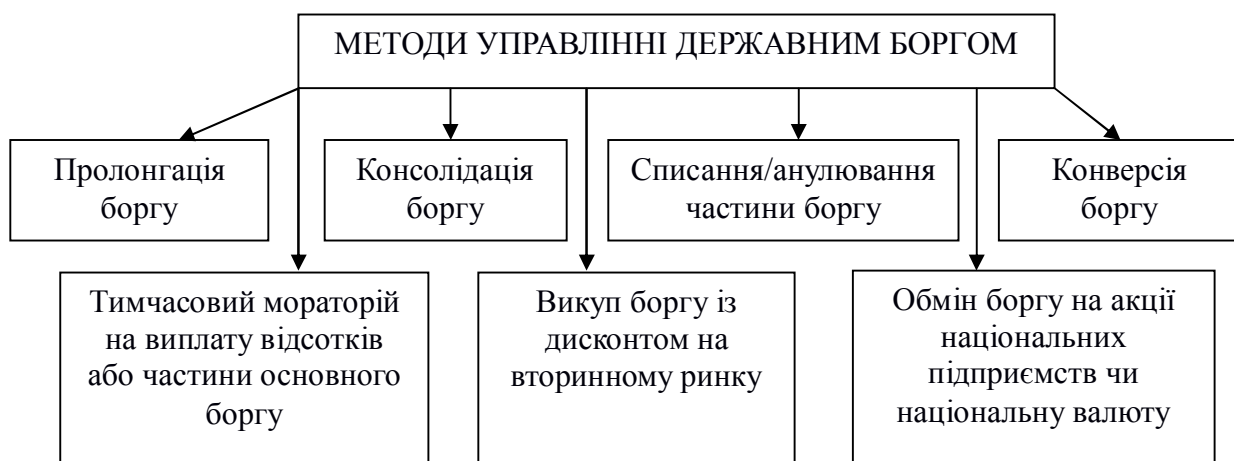 МЕТОДИ УПРАВЛІННІ ДЕРЖАВНИМ БОРГОМ
Пролонгація
боргу
Консолідація
боргу
Списання/анулювання
частини боргу
Конверсія
боргу
Тимчасовий мораторій
на виплату відсотків
або частини основного
боргу
Викуп боргу із
дисконтом на
вторинному ринку
Обмін боргу на акції
національних
підприємств чи
національну валюту